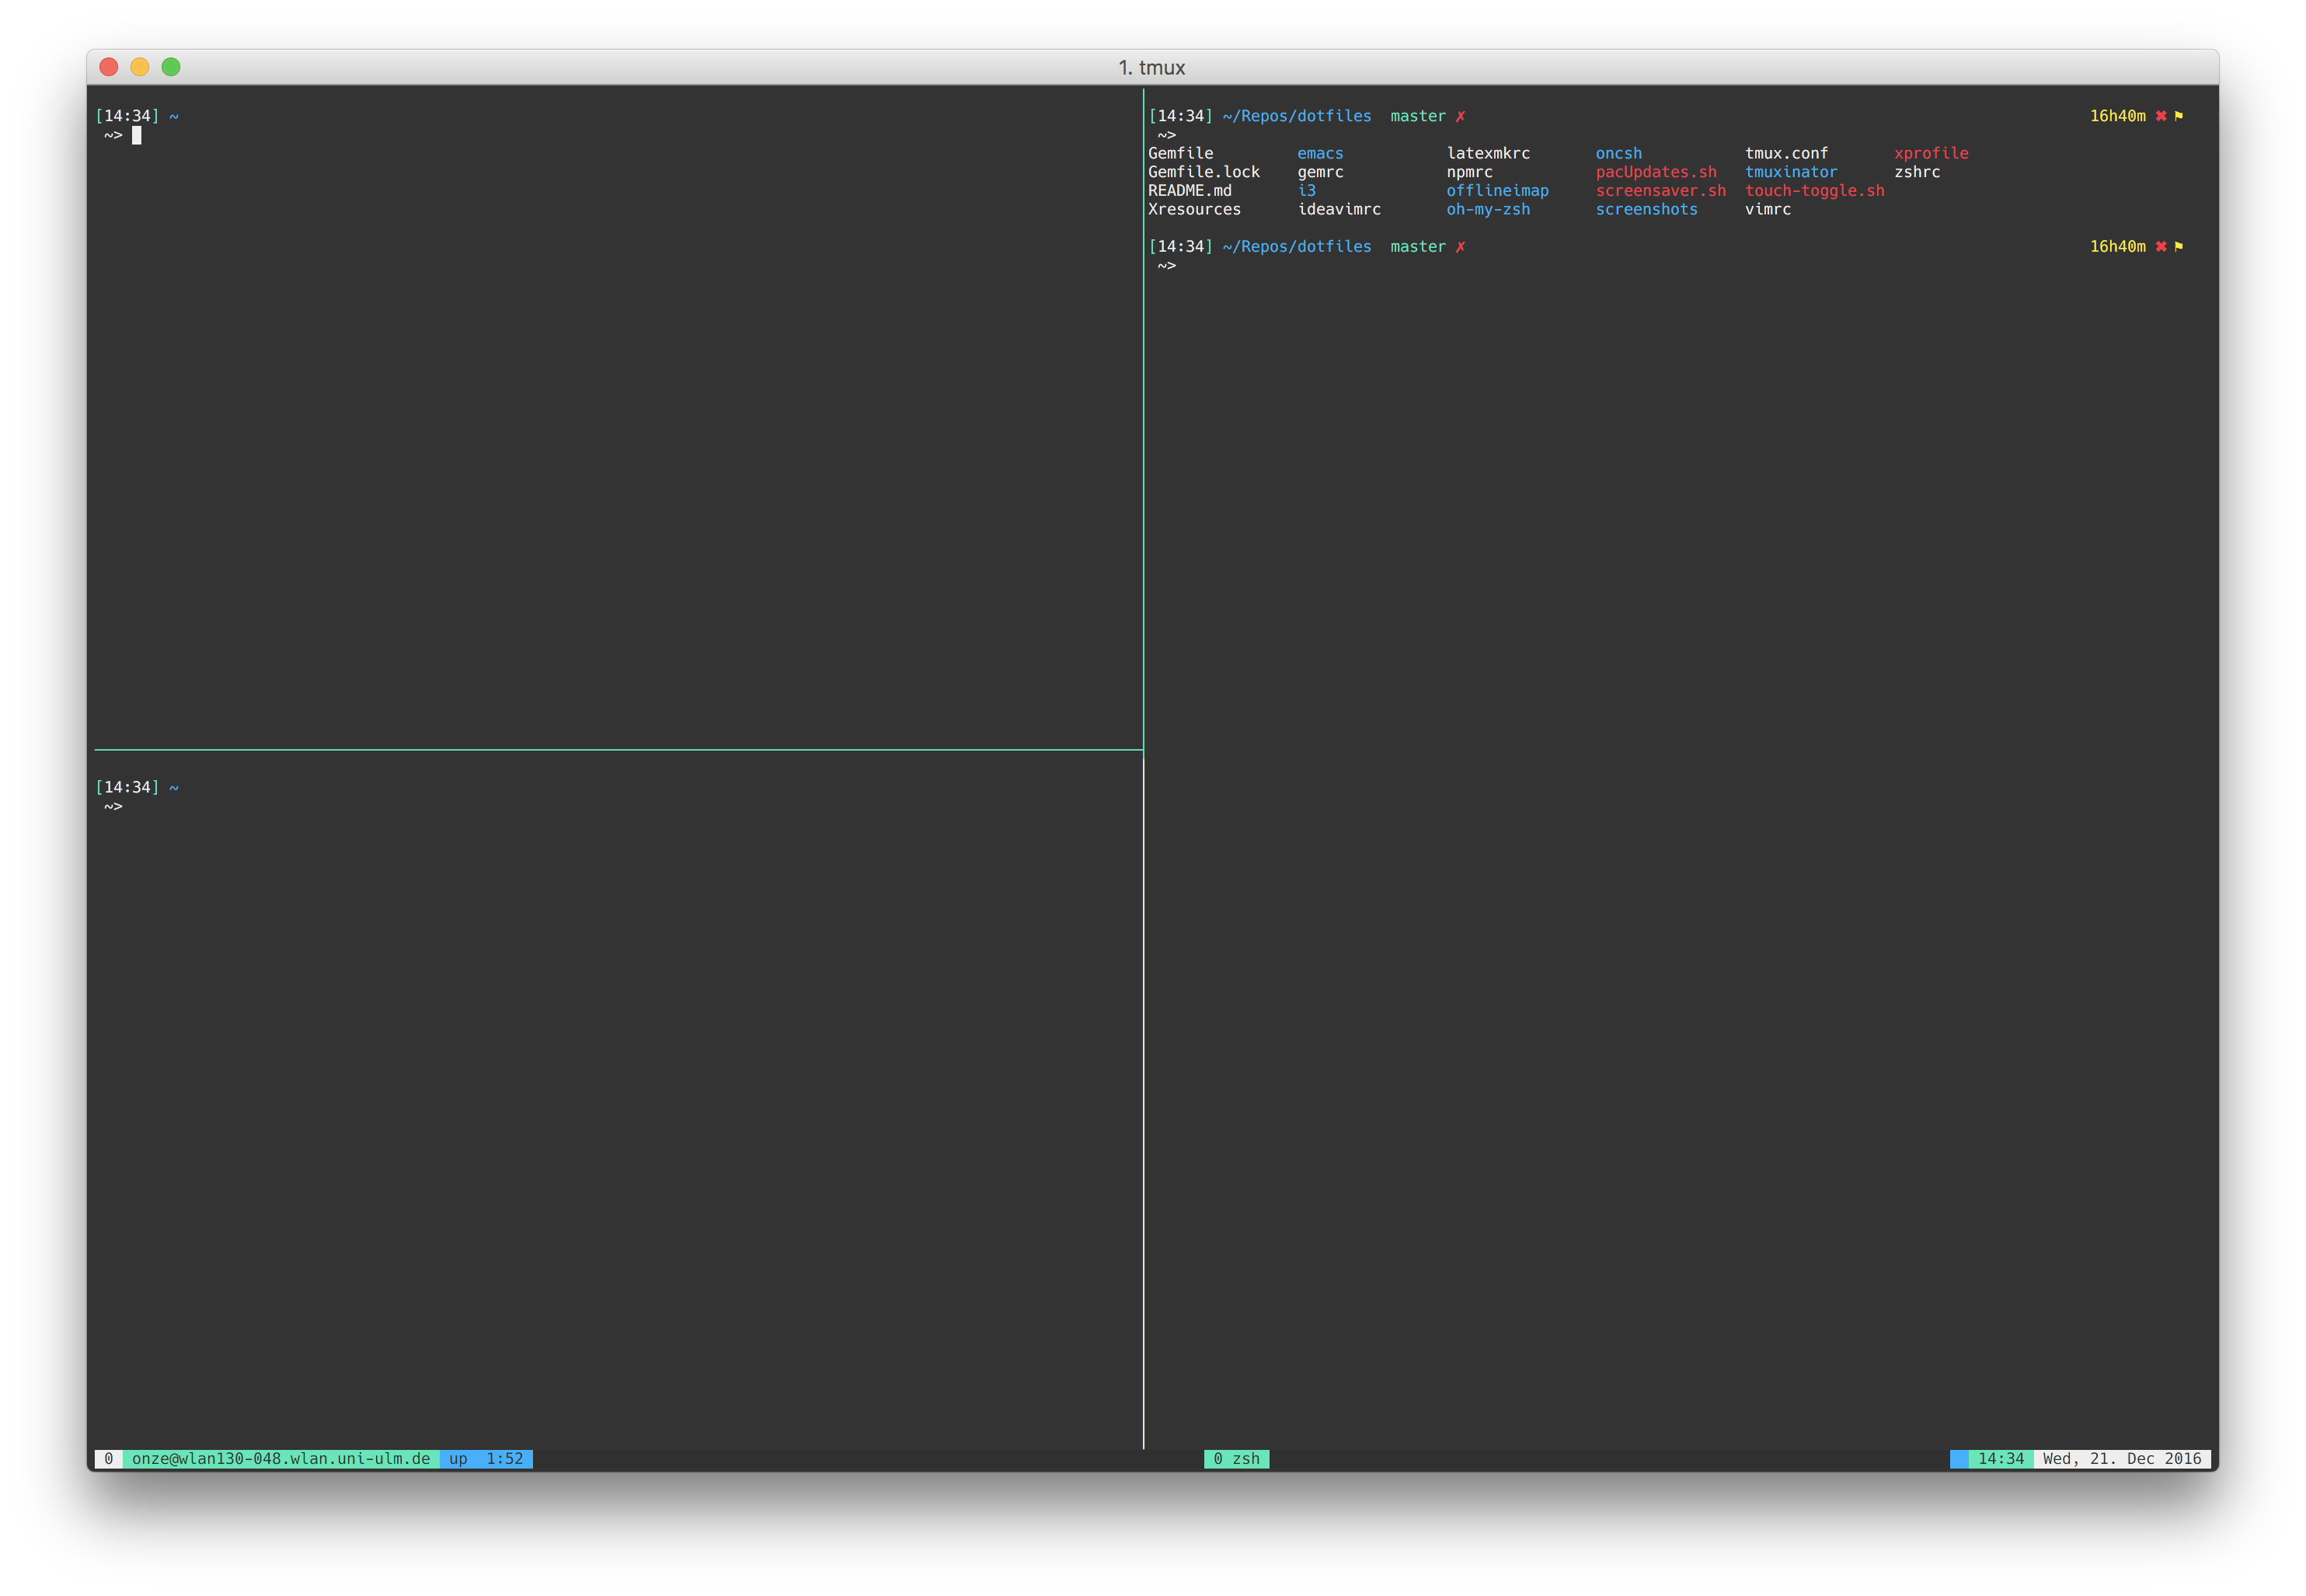 1. tmux
[14:34] ~
~>
[14:34] ~/Repos/dotfiles  master ✗ 16h40m ✖ ⚑
~>
Gemfile emacs latexmkrc oncsh tmux.conf xprofile
Gemfile.lock gemrc npmrc pacUpdates.sh tmuxinator zshrc
README.md i3 offlineimap screensaver.sh touch-toggle.sh
Xresources ideavimrc oh-my-zsh screenshots vimrc
[14:34] ~/Repos/dotfiles  master ✗ 16h40m ✖ ⚑
~>
[14:34] ~
~>
0 onze@wlan130-048.wlan.uni-ulm.de up 1:52 0 zsh 14:34 Wed, 21. Dec 2016